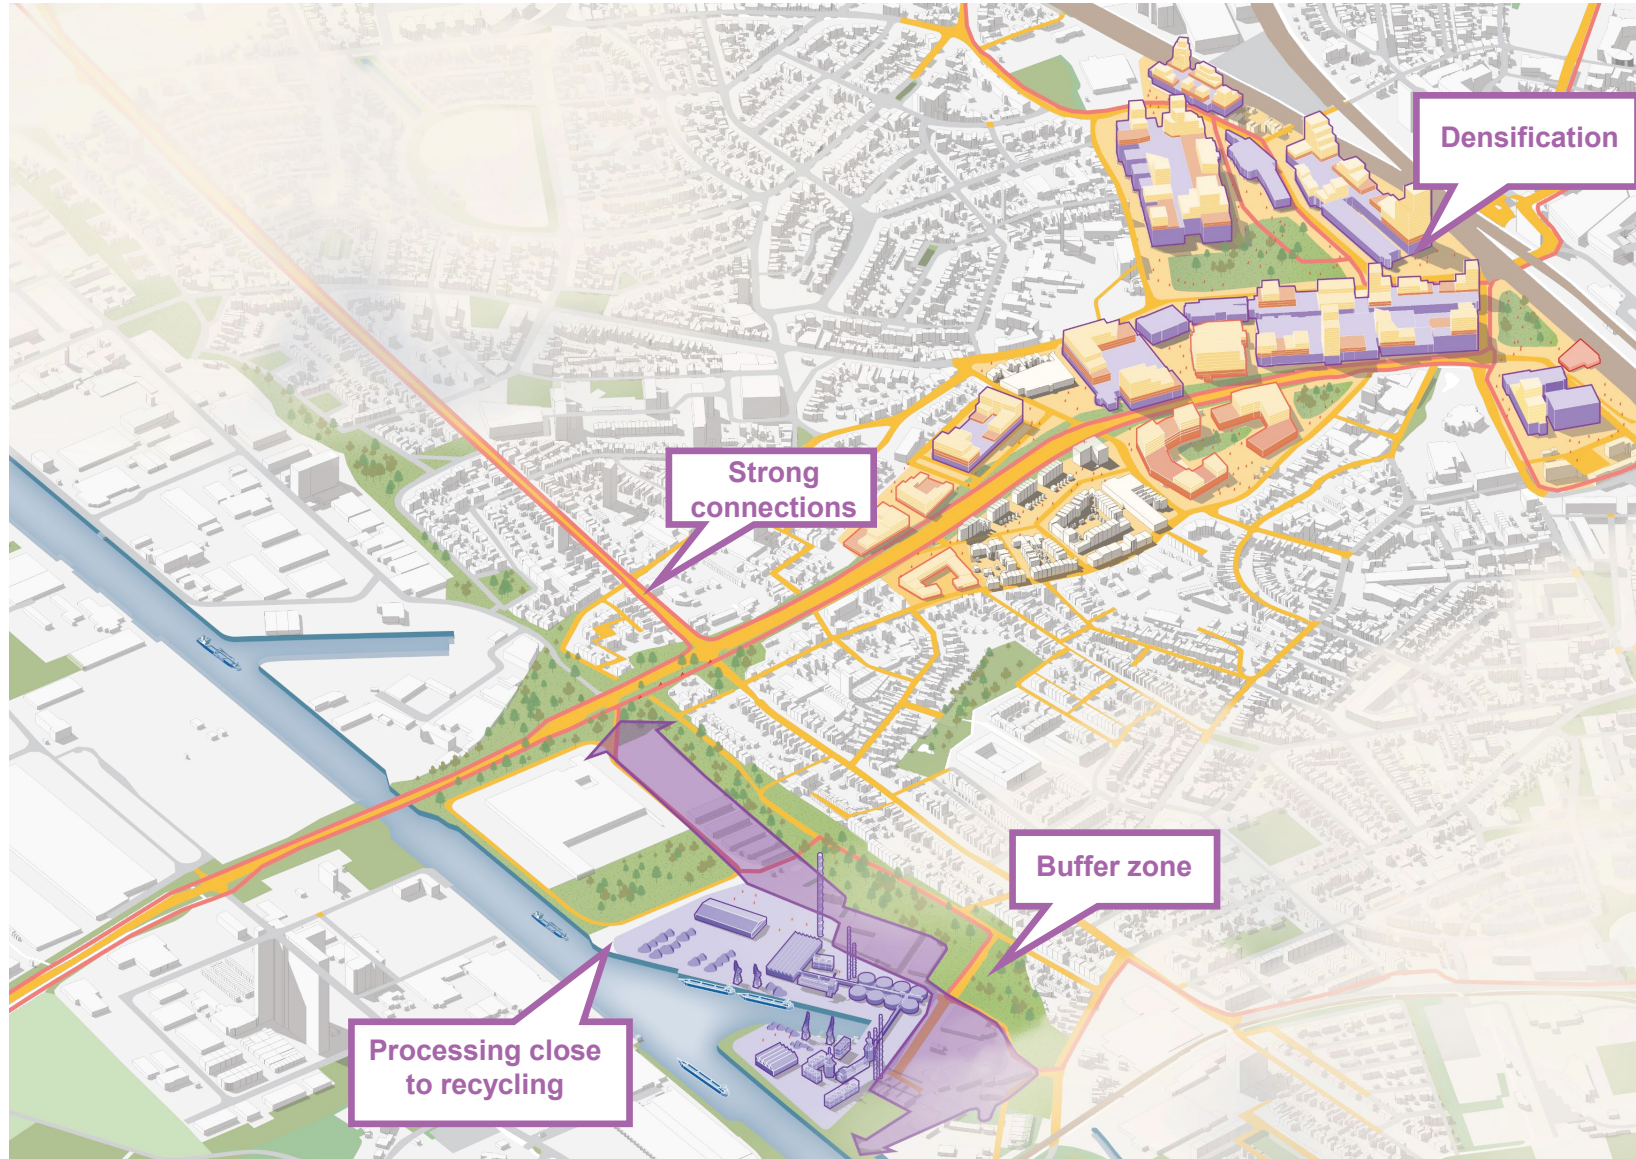 Densification
Strong
connections
Buffer zone
Processing close
to recycling